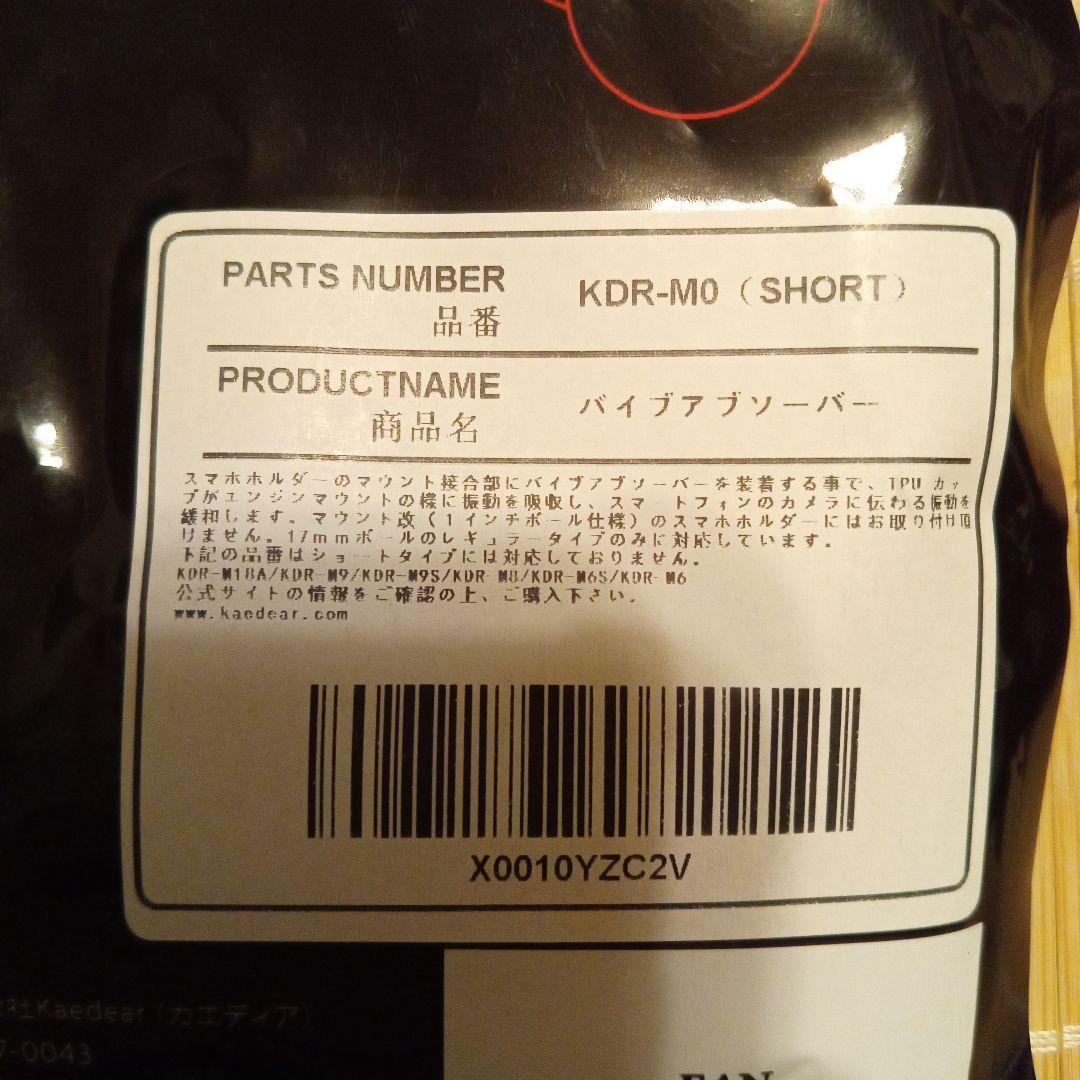 PARTS NUMBER
品番
KDR-M0（SHORT）
PRODUCTNAME
商品名
バイブアブソーバー
スマホホルダーのマウント接合部にバイブアブソーバーを装着する事で、TPU カッ
プがエンジンマウントの様に振動を吸収し、スマートフォンのカメラに伝わる振動を
緩和します。マウント改（1インチボール仕様）のスマホホルダーにはお取り付け頂
けません。17mmボールのレギュラータイプのみに対応しています。
下記の品番はショートタイプには対応しておりません。
KDR-M18A/KDR-M9/KDR-M9S/KDR-M8/KDR-M6S/KDR-M6
公式サイトの情報をご確認の上、ご購入下さい。
www.kaedear.com
X0010YZC2V
社Kaedear（カエディア）
7-0043